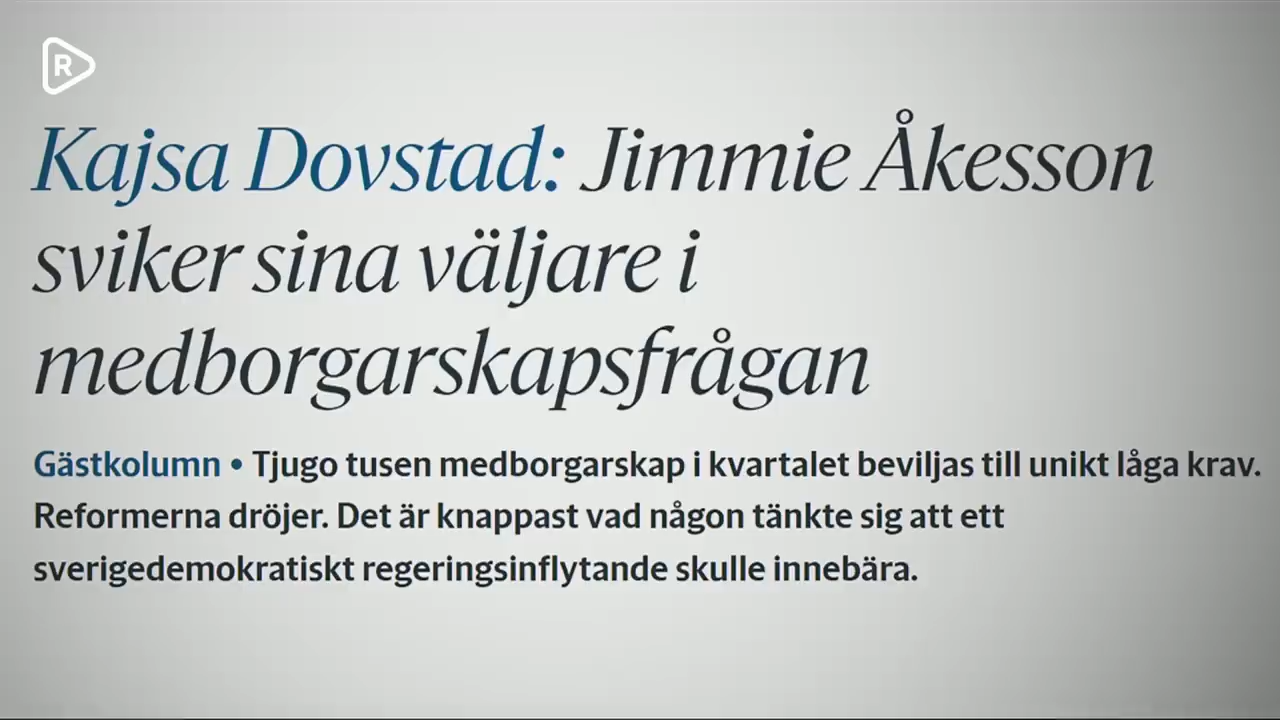 R
Kajsa Dovstad: Jimmie Åkesson
sviker sina väljare i
medborgarskapsfrågan
Gästkolumn • Tjugo tusen medborgarskap i kvartalet beviljas till unikt låga krav.
Reformerna dröjer. Det är knappast vad någon tänkte sig att ett
sverigedemokratiskt regeringsinflytande skulle innebära.